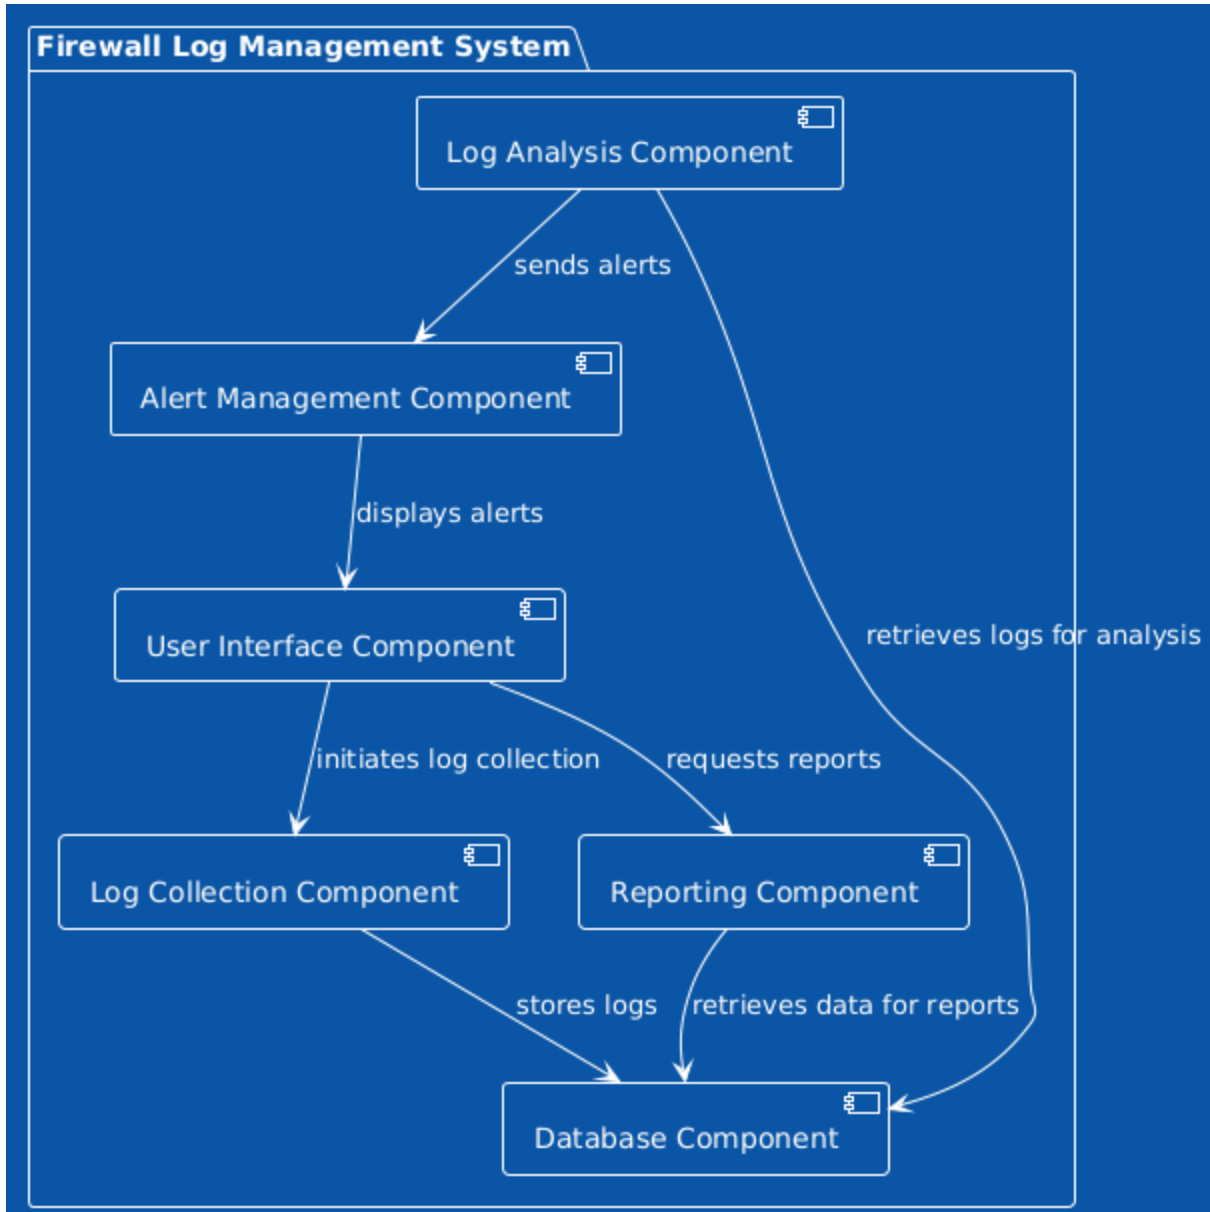 Firewall Log Management System
Log Analysis Component
sends alerts
Alert Management Component
displays alerts
User Interface Component
retrieves logs for analysis
initiates log collection
requests reports
Log Collection Component
Reporting Component
stores logs
retrieves data for reports
Database Component